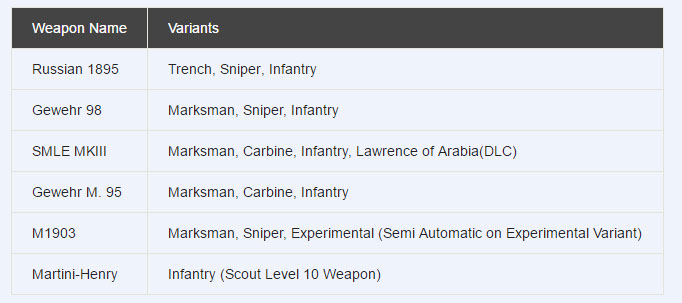 Weapon Name Variants
Russian 1895 Trench, Sniper, Infantry
Gewehr 98 Marksman, Sniper, Infantry
SMLE MKIII Marksman, Carbine, Infantry, Lawrence of Arabia(DLC)
Gewehr M. 95 Marksman, Carbine, Infantry
M1903 Marksman, Sniper, Experimental (Semi Automatic on Experimental Variant)
Martini-Henry Infantry (Scout Level 10 Weapon)